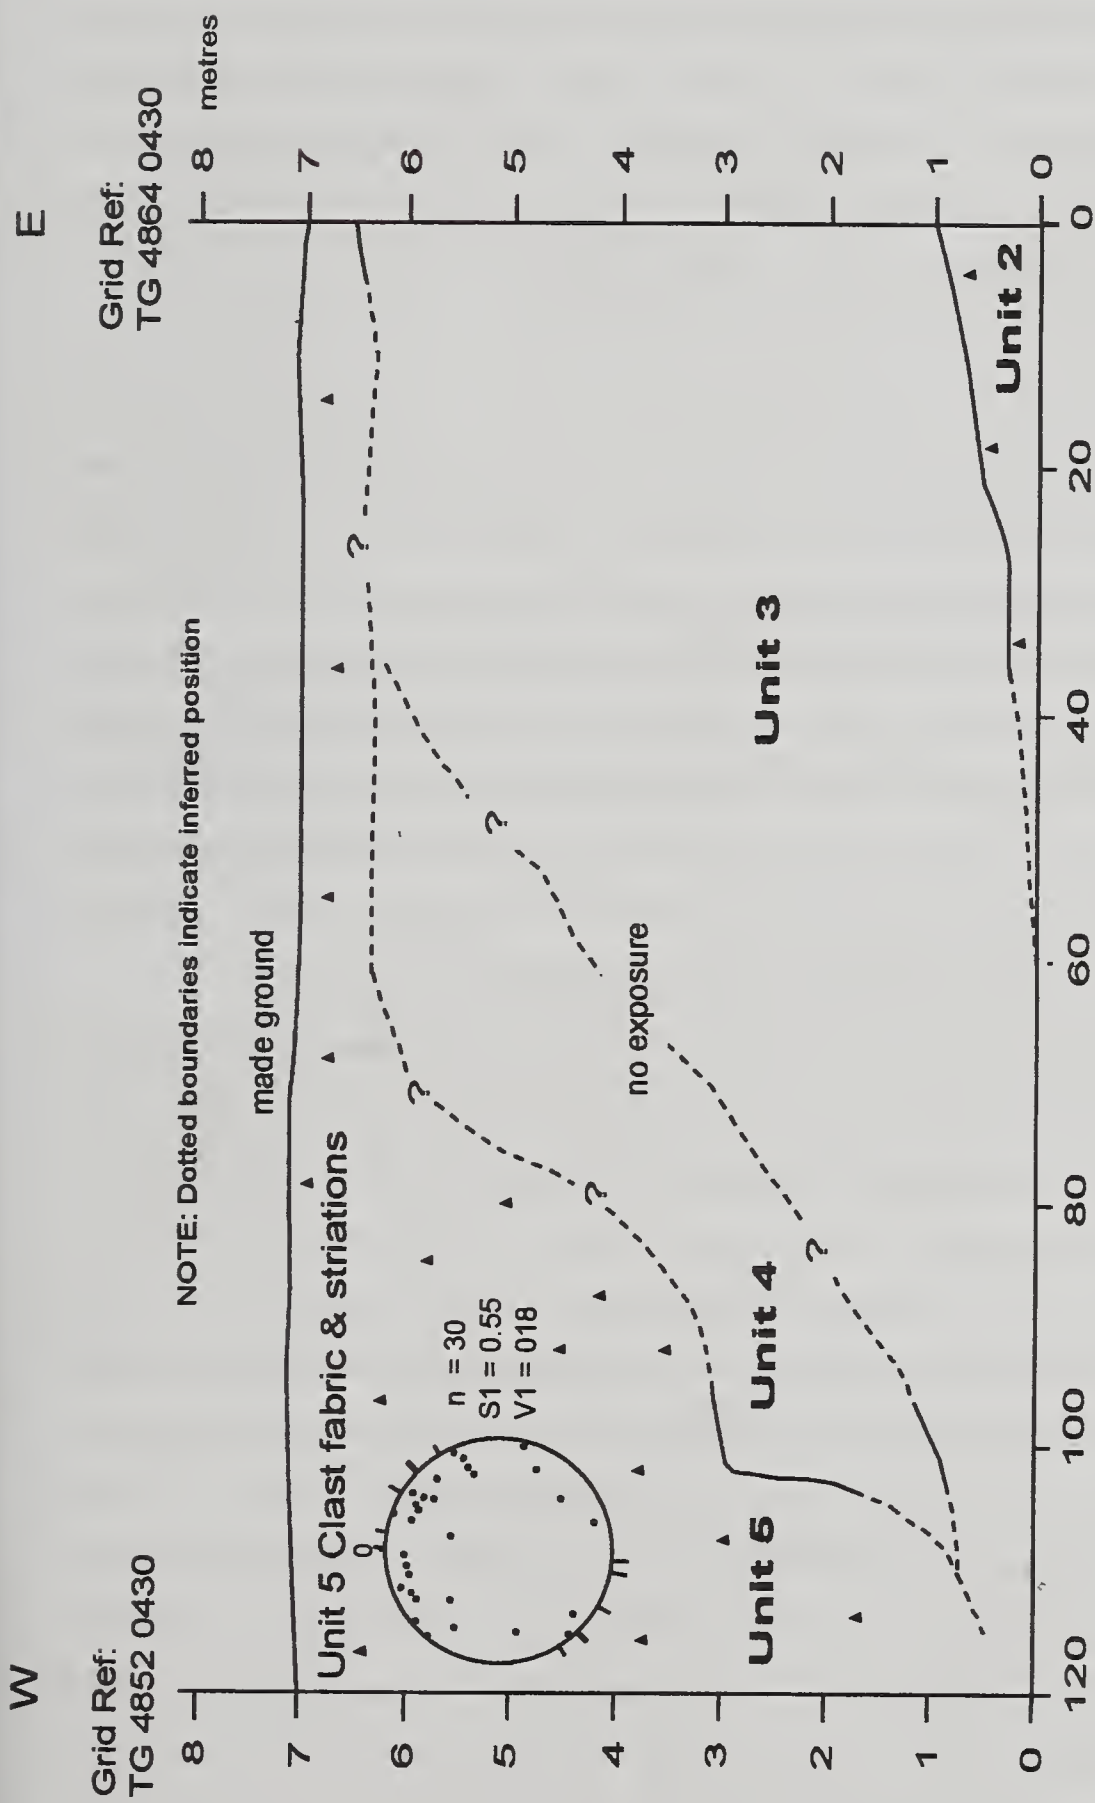 W
E
Grid Ref:
TG 4852 0430
Grid Ref:
TG 4864 0430
NOTE: Dotted boundaries indicate inferred position
metres
made ground
8
7
6
5
4
3
2
1
0
8
7
6
5
4
3
2
1
0
Unit 5 Clast fabric & striations
0
n = 30
S1 = 0.55
V1 = 018
?
?
?
?
?
no exposure
Unit 5
Unit 4
Unit 3
Unit 2
120
100
80
60
40
20
0